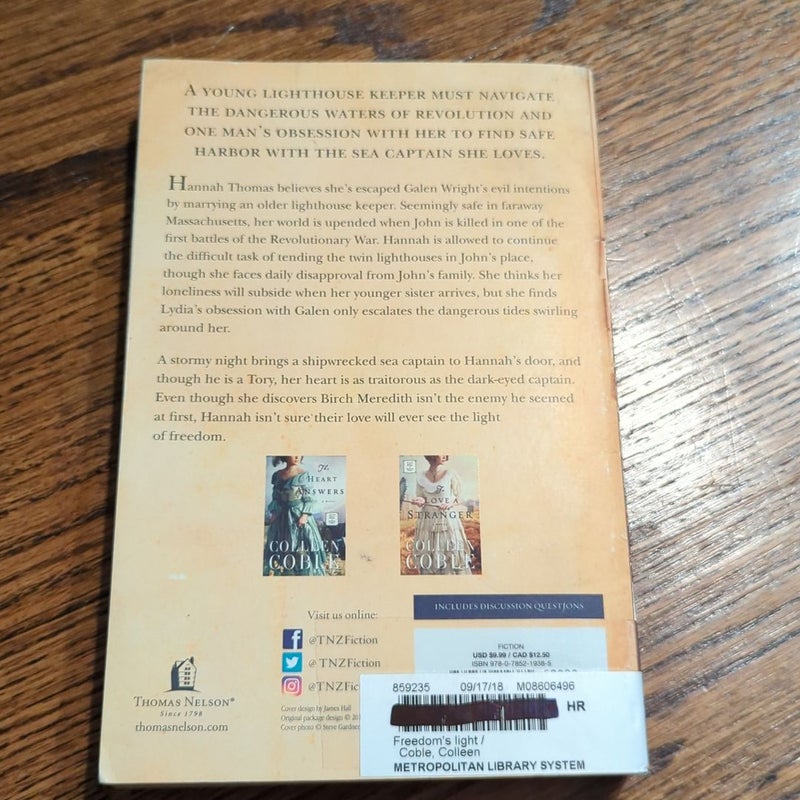 A YOUNG LIGHTHOUSE KEEPER MUST NAVIGATE
THE DANGEROUS WATERS OF REVOLUTION AND
ONE MAN'S OBSESSION WITH HER TO FIND SAFE
HARBOR WITH THE SEA CAPTAIN SHE LOVES.
Hannah Thomas believes she's escaped Galen Wright's evil intentions
by marrying an older lighthouse keeper. Seemingly safe in faraway
Massachusetts, her world is upended when John is killed in one of the
first battles of the Revolutionary War. Hannah is allowed to continue
the difficult task of tending the twin lighthouses in John's place,
though she faces daily disapproval from John's family. She thinks her
loneliness will subside when her younger sister arrives, but she finds
Lydia's obsession with Galen only escalates the dangerous tides swirling
around her.
A stormy night brings a shipwrecked sea captain to Hannah's door, and
though he is a Tory, her heart is as traitorous as the dark-eyed captain.
Even though she discovers Birch Meredith isn't the enemy he seemed
at first, Hannah isn't sure their love will ever see the light
of freedom.
The
HEART
ANSWERS
COLLEEN
COBLE
To
LOVE A
STRANGER
COLLEEN
COBLE
INCLUDES DISCUSSION QUESTIONS
Visit us online:
@TNZFiction
@TNZFiction
@TNZFic
THOMAS NELSON®
Since 1798
thomasnelson.com
Cover design by James Hall
Original package design © 201
Cover photo © Steve Gardner
FICTION
USD $9.99 / CAD $12.50
ISBN 978-0-7852-1938-5
859235 09/17/18 M08606496
HR
Freedom's light /
Coble, Colleen
METROPOLITAN LIBRARY SYSTEM